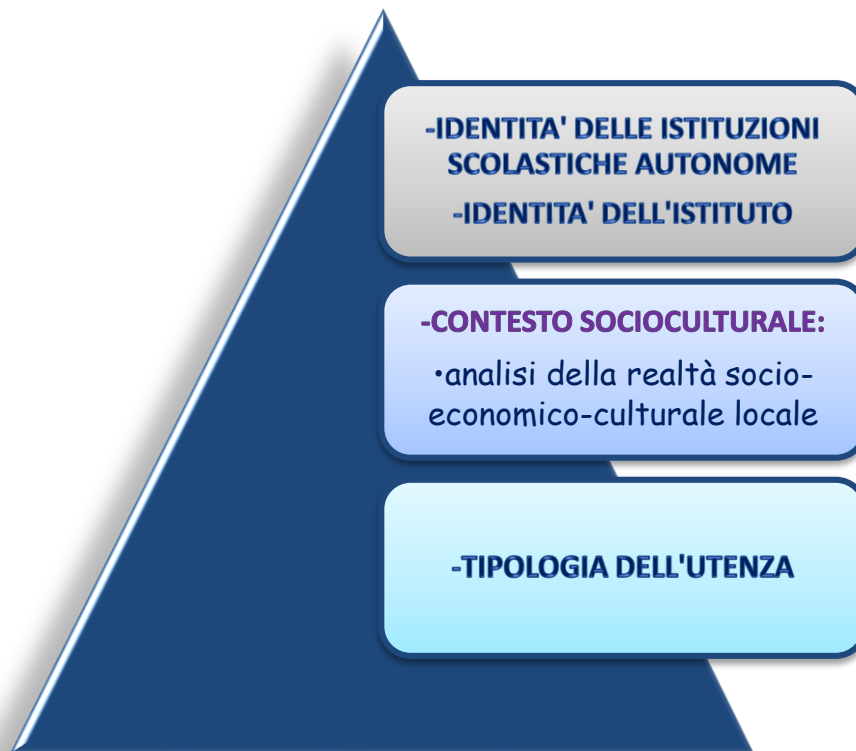 -IDENTITA' DELLE ISTITUZIONI
SCOLASTICHE AUTONOME
-IDENTITA' DELL'ISTITUTO
-CONTESTO SOCIOCULTURALE:
•analisi della realtà socio-
economico-culturale locale
-TIPOLOGIA DELL'UTENZA